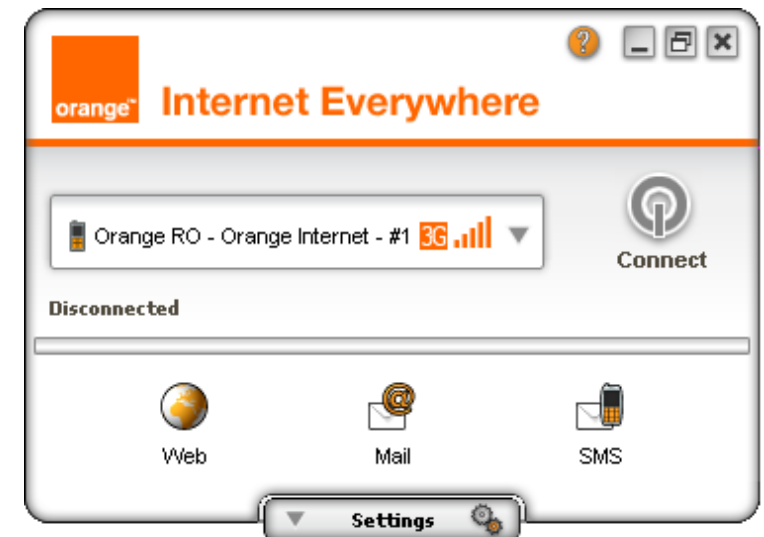 ?
orange™
Internet Everywhere
Orange RO - Orange Internet - #1 3G
Connect
Disconnected
@
Web Mail SMS
Settings